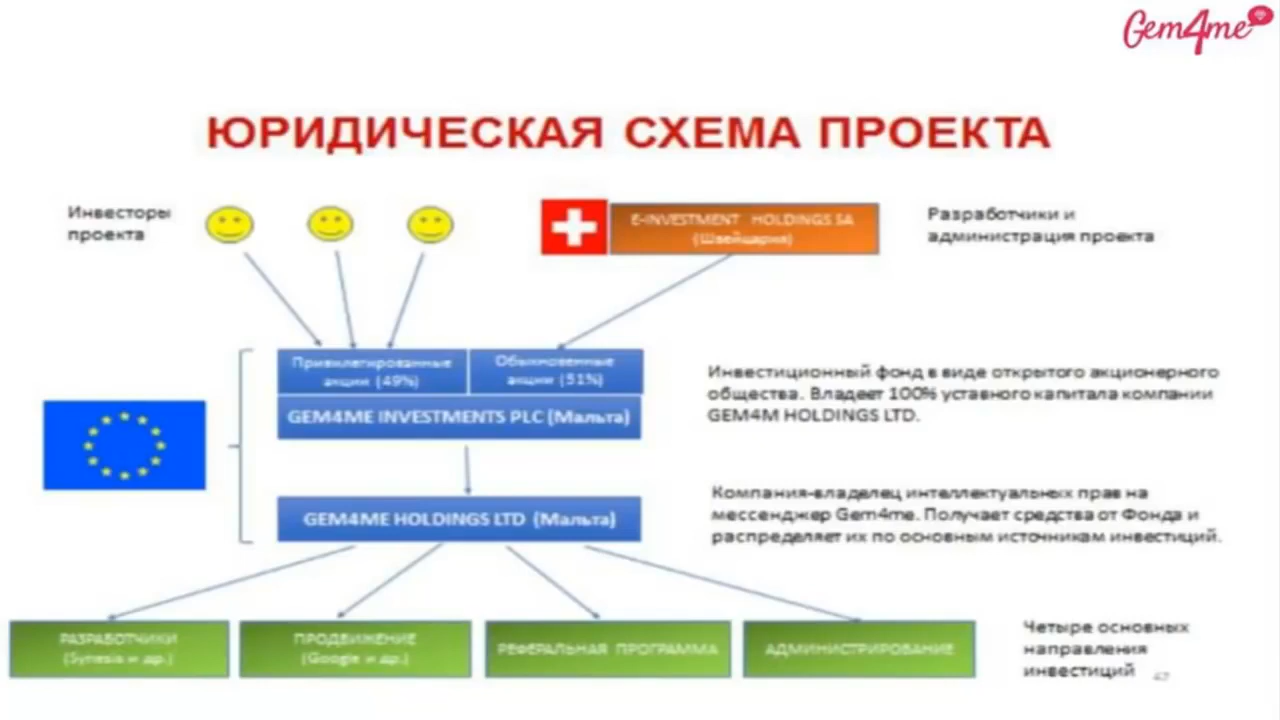 Gem4me
ЮРИДИЧЕСКАЯ СХЕМА ПРОЕКТА
Инвесторы
проекта
E-INVESTMENT HOLDINGS SA
(Швейцария)
Разработчики и
администрация проекта
Привилегированные
акции (49%)
Обыкновенные
акции (51%)
GEM4ME INVESTMENTS PLC (Мальта)
Инвестиционный фонд в виде открытого акционерного
общества. Владеет 100% уставного капитала компании
GEM4M HOLDINGS LTD.
GEM4ME HOLDINGS LTD (Мальта)
Компания-владелец интеллектуальных прав на
мессенджер Gem4me. Получает средства от Фонда и
распределяет их по основным источникам инвестиций.
РАЗРАБОТЧИКИ
(Synesis и др.)
ПРОДВИЖЕНИЕ
(Google и др.)
РЕФЕРАЛЬНАЯ ПРОГРАММА
АДМИНИСТРИРОВАНИЕ
Четыре основных
направления
инвестиций